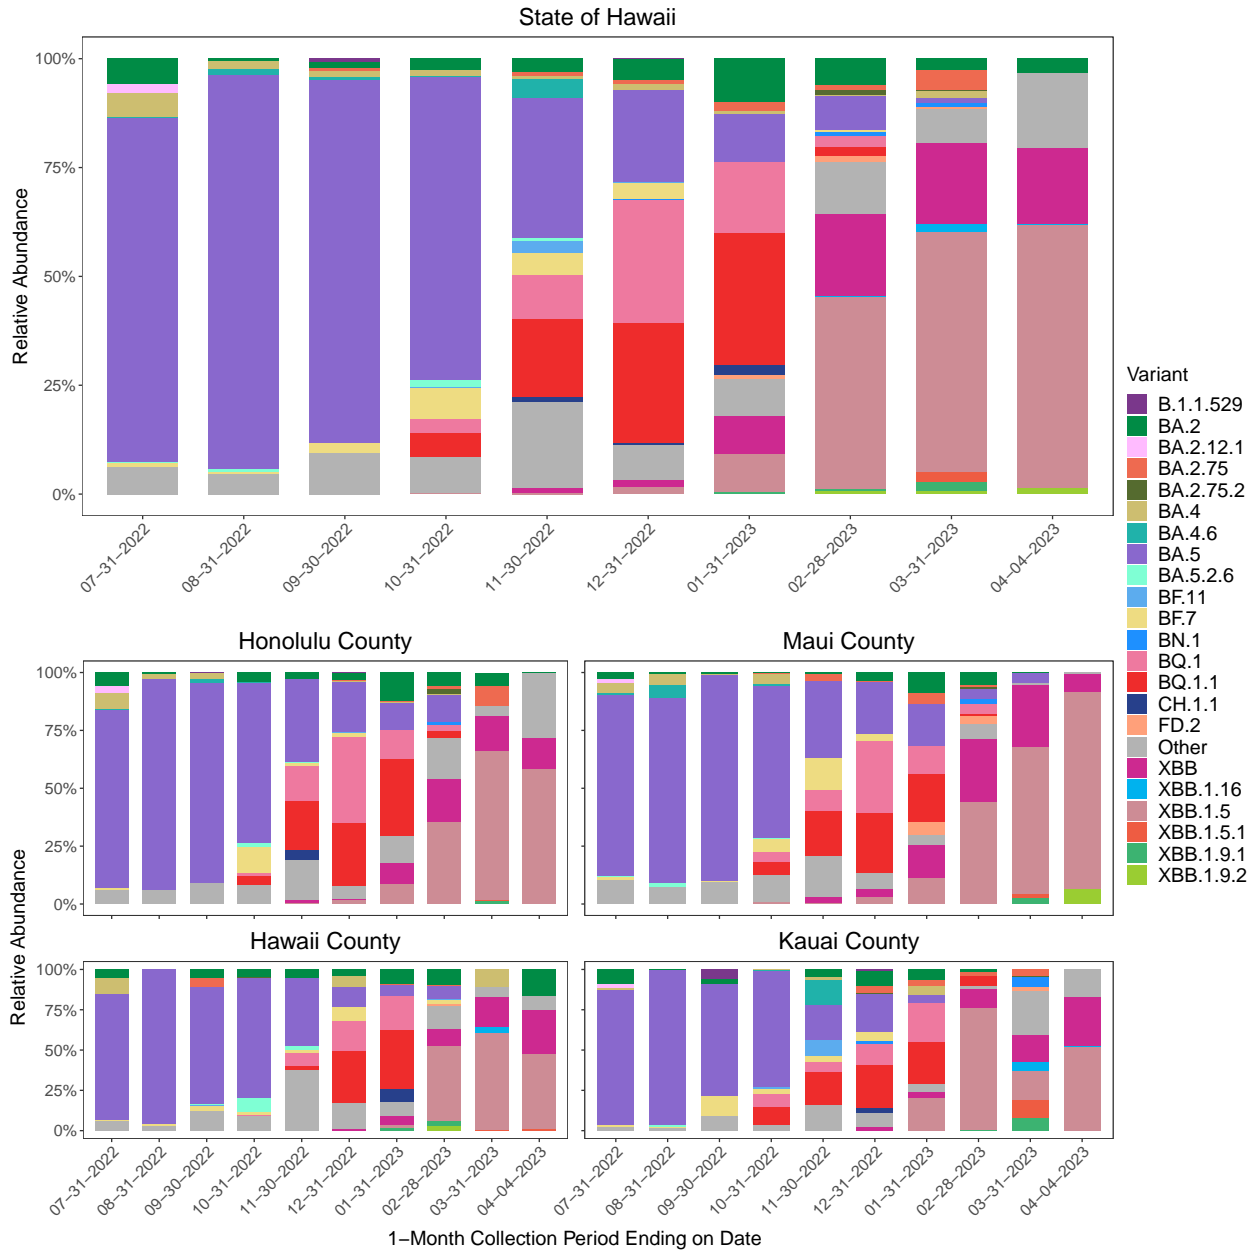 State of Hawaii
Relative Abundance
100%
75%
50%
25%
0%
07−31−2022
08−31−2022
09−30−2022
10−31−2022
11−30−2022
12−31−2022
01−31−2023
02−28−2023
03−31−2023
04−04−2023
Variant
B.1.1.529
BA.2
BA.2.12.1
BA.2.75
BA.2.75.2
BA.4
BA.4.6
BA.5
BA.5.2.6
BF.11
BF.7
BN.1
BQ.1
BQ.1.1
CH.1.1
FD.2
Other
XBB
XBB.1.16
XBB.1.5
XBB.1.5.1
XBB.1.9.1
XBB.1.9.2
Honolulu County
Maui County
Relative Abundance
100%
75%
50%
25%
0%
Hawaii County
Kauai County
100%
75%
50%
25%
0%
07−31−2022
08−31−2022
09−30−2022
10−31−2022
11−30−2022
12−31−2022
01−31−2023
02−28−2023
03−31−2023
04−04−2023
07−31−2022
08−31−2022
09−30−2022
10−31−2022
11−30−2022
12−31−2022
01−31−2023
02−28−2023
03−31−2023
04−04−2023
1−Month Collection Period Ending on Date